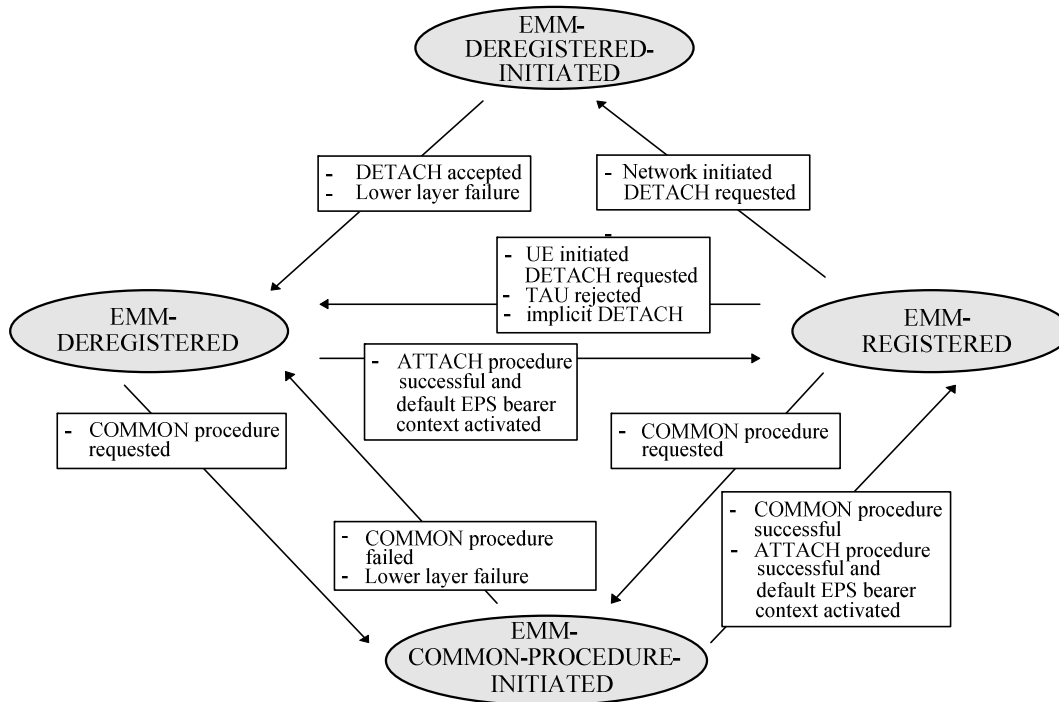 EMM-
DEREGISTERED-
INITIATED
- DETACH accepted
- Lower layer failure
- Network initiated
DETACH requested
-
- UE initiated
DETACH requested
- TAU rejected
- implicit DETACH
EMM-
DEREGISTERED
EMM-
REGISTERED
- ATTACH procedure
successful and
default EPS bearer
context activated
- COMMON procedure
requested
- COMMON procedure
requested
- COMMON procedure
failed
- Lower layer failure
- COMMON procedure
successful
- ATTACH procedure
successful and
default EPS bearer
context activated
EMM-
COMMON-PROCEDURE-
INITIATED